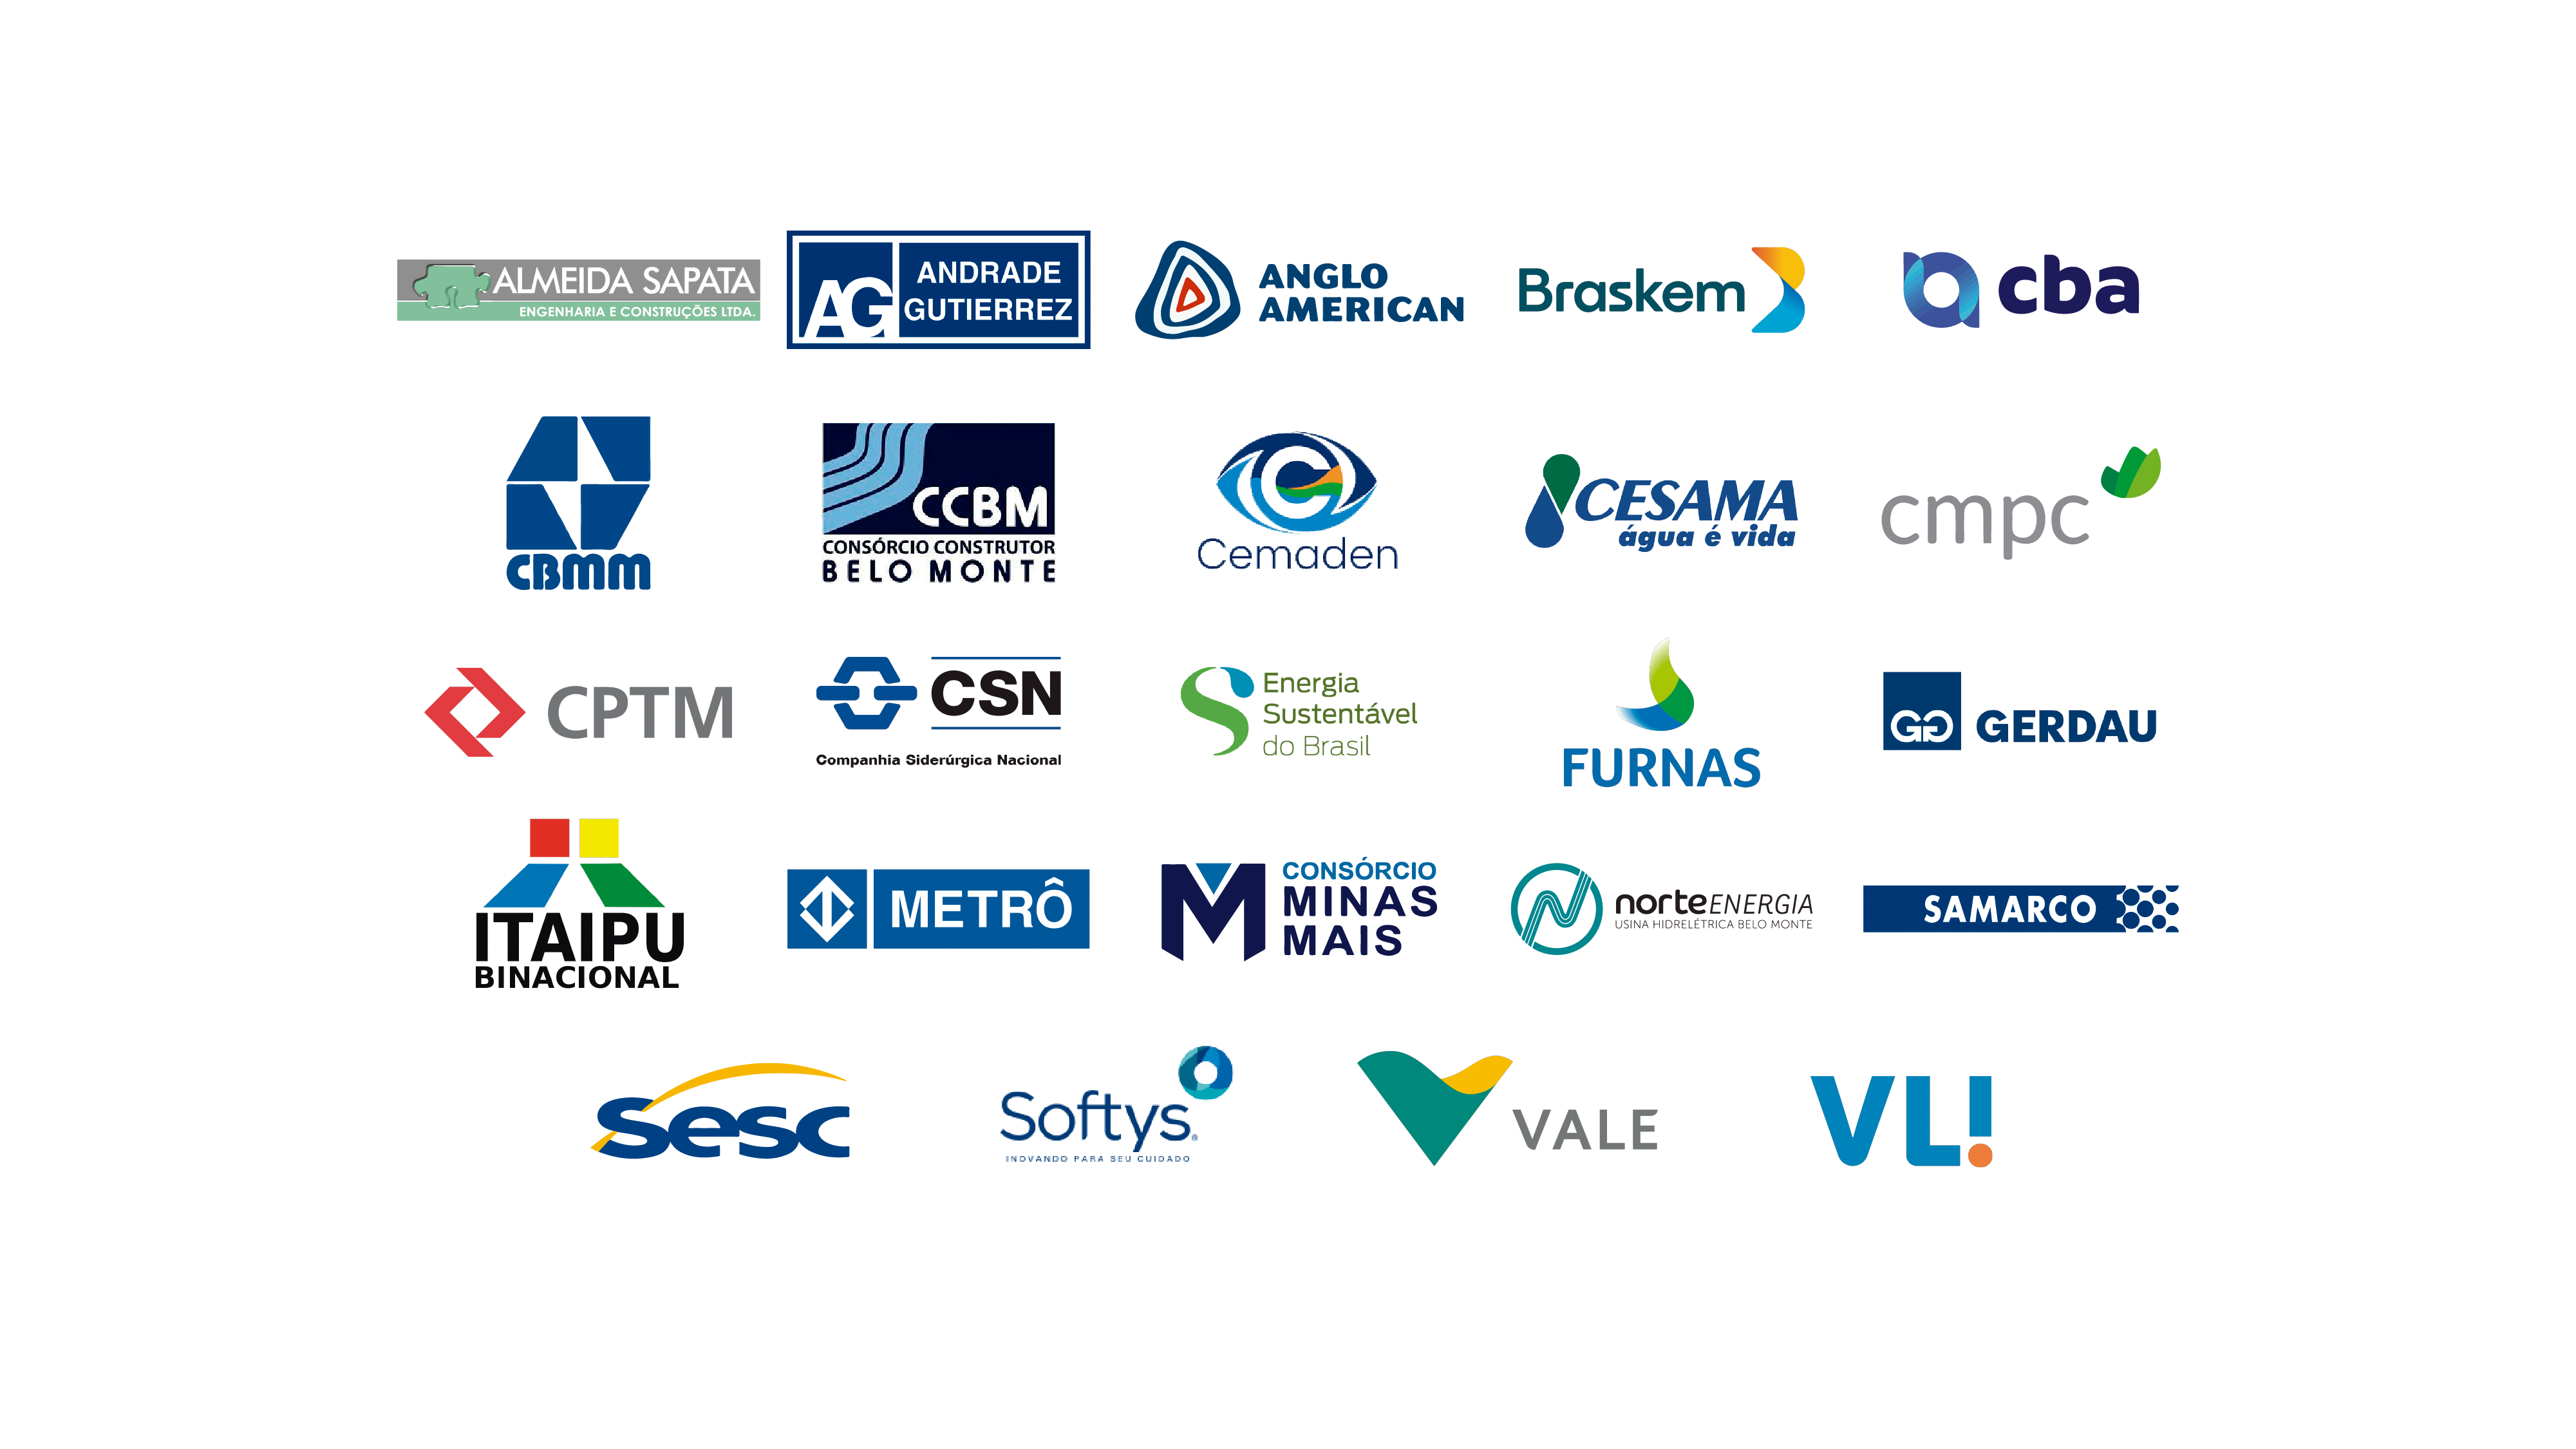 ALMEIDA SAPATA
ENGENHARIA E CONSTRUÇÕES LTDA.
AG
ANDRADE
GUTIERREZ
ANGLO
AMERICAN
Braskem
cba
CBMM
CCBM
CONSÓRCIO CONSTRUTOR
BELO MONTE
Cemaden
CESAMA
água é vida
cmpc
CPTM
CSN
Companhia Siderúrgica Nacional
Energia
Sustentável
do Brasil
FURNAS
GG
GERDAU
ITAIPU
BINACIONAL
METRÔ
M
CONSÓRCIO
MINAS
MAIS
norteENERGIA
USINA HIDRELÉTRICA BELO MONTE
SAMARCO
Sesc
Softys®
INOVANDO PARA SEU CUIDADO
VALE
VL!